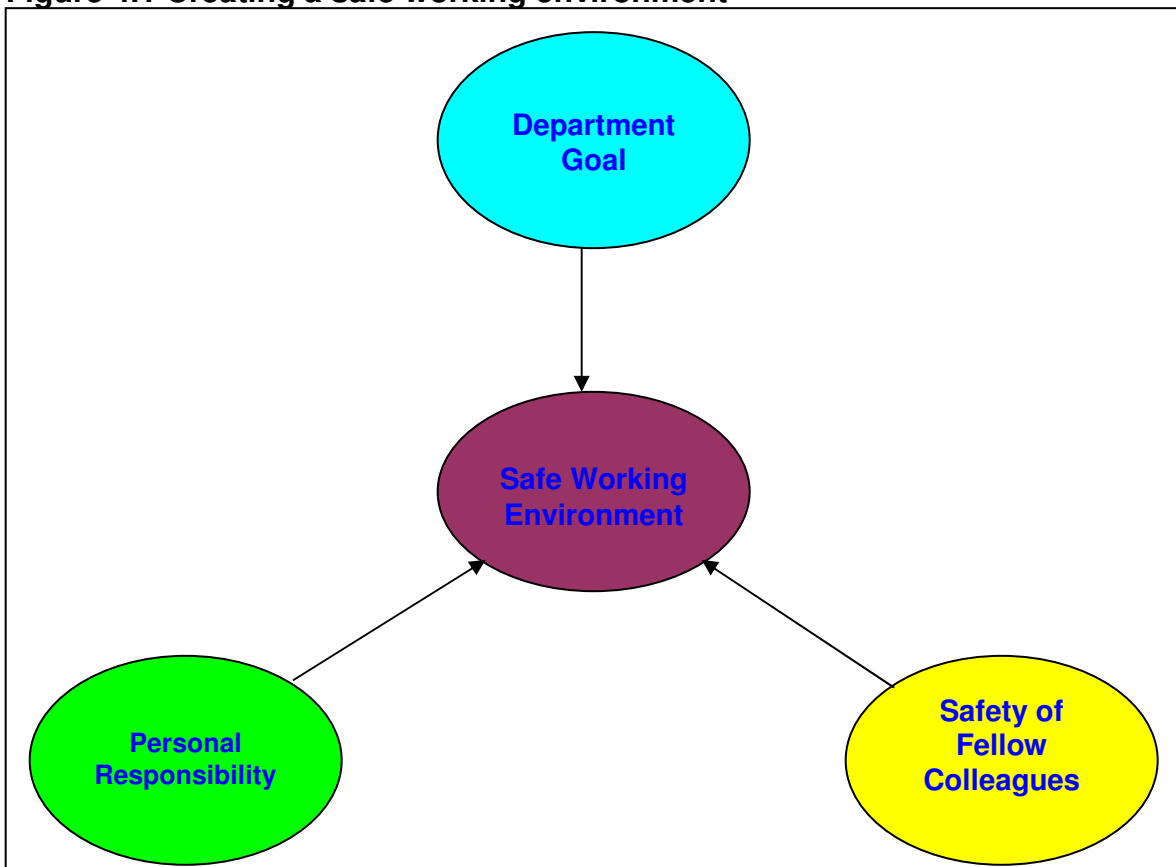 Department
Goal
Safe Working
Environment
Personal
Responsibility
Safety of
Fellow
Colleagues